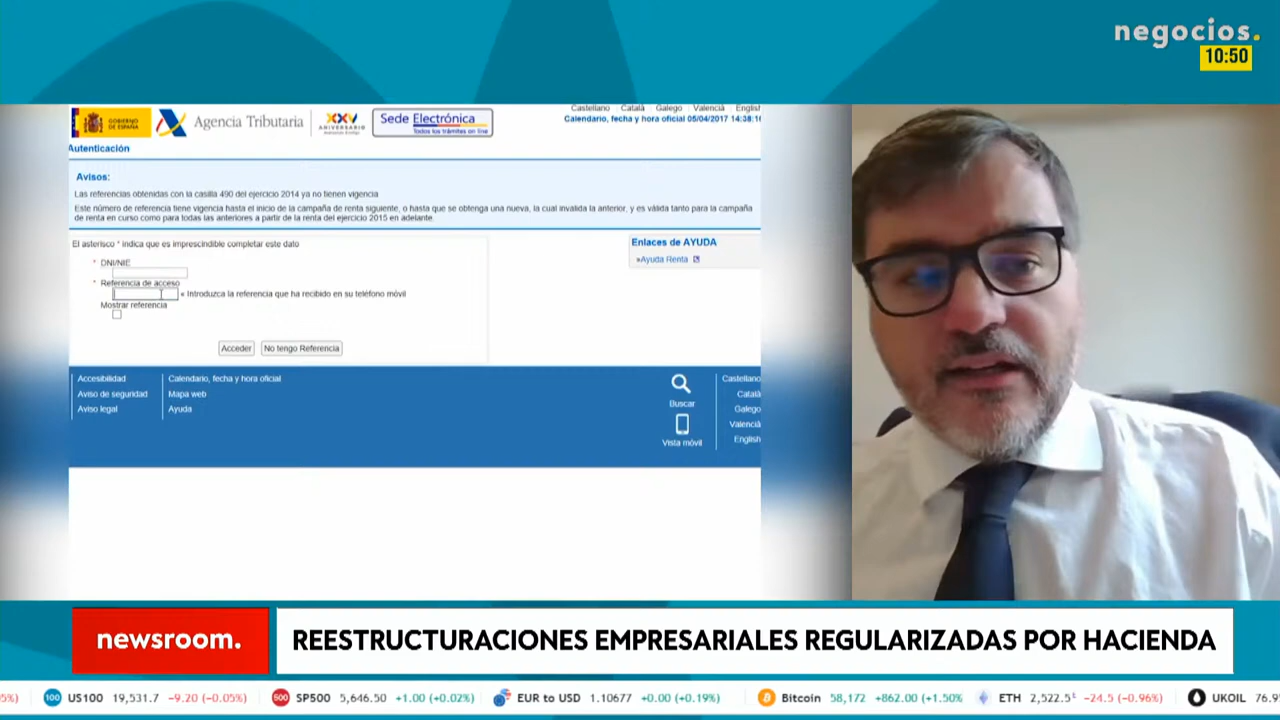 negocios.
10:50
GOBIERNO
DE ESPAÑA
Agencia Tributaria
XXV
ANIVERSARIO
Sede Electrónica
Todos los trámites on line
Castellano Català Galego Valencià English
Calendario, fecha y hora oficial 05/04/2017 14:38:16
Autenticación
Avisos:
Las referencias obtenidas con la casilla 490 del ejercicio 2014 ya no tienen vigencia
Este número de referencia tiene vigencia hasta el inicio de la campaña de renta siguiente, o hasta que se obtenga una nueva, la cual invalida la anterior, y es válida tanto para la campaña
de renta en curso como para todas las anteriores a partir de la renta del ejercicio 2015 en adelante.
El asterisco * indica que es imprescindible completar este dato
Enlaces de AYUDA
»Ayuda Renta
* DNI/NIE
* Referencia de acceso
« Introduzca la referencia que ha recibido en su teléfono móvil
Mostrar referencia
Acceder No tengo Referencia
Accesibilidad
Aviso de seguridad
Aviso legal
Calendario, fecha y hora oficial
Mapa web
Ayuda
Buscar
Vista móvil
Castellano
Català
Galego
Valencià
English
newsroom.
REESTRUCTURACIONES EMPRESARIALES REGULARIZADAS POR HACIENDA
5%) 100 US100 19,531.7 -9.20 (-0.05%) 500 SP500 5,646.50 +1.00 (+0.02%) EUR to USD 1.10677 +0.00 (+0.19%) Bitcoin 58,172 +862.00 (+1.50% ETH 2,522.5 -24.5 (-0.96%) UKOIL 76.9